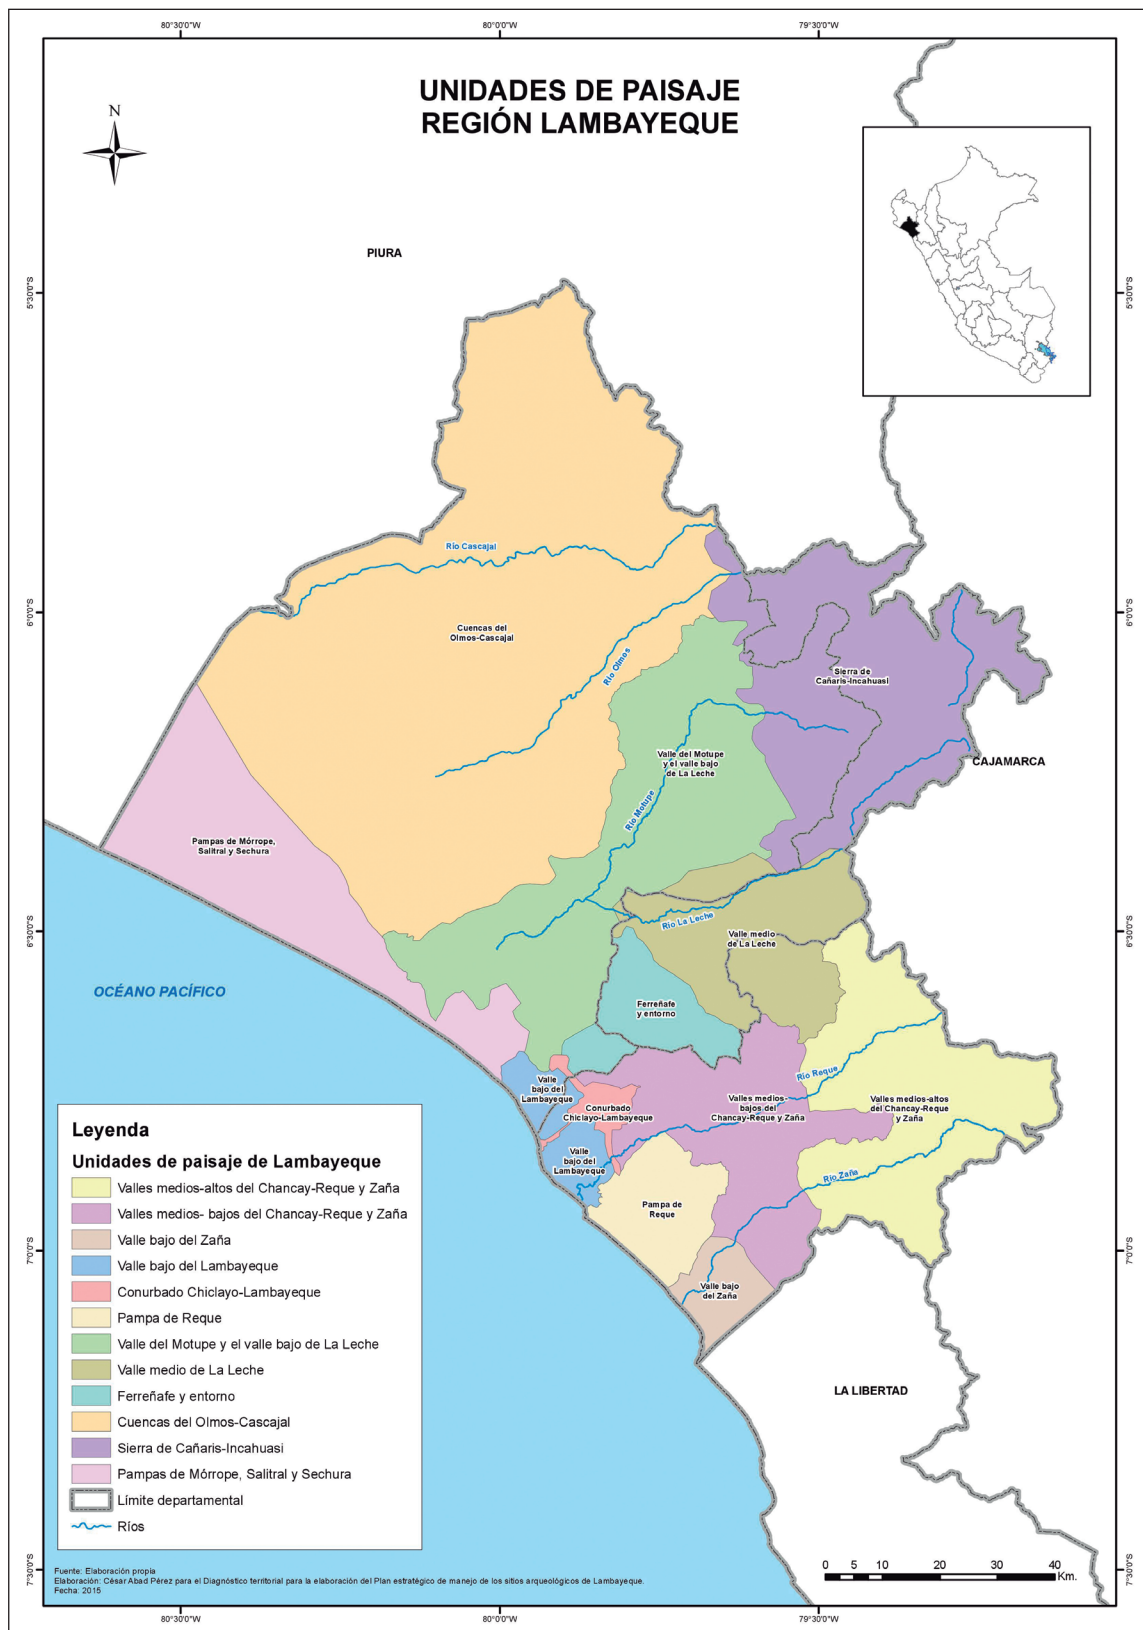 80°30'0"W
80°0'0"W
79°30'0"W
UNIDADES DE PAISAJE
REGIÓN LAMBAYEQUE
N
PIURA
5°30'0"S
5°30'0"S
Río Cascajal
6°0'0"S
6°0'0"S
Cuencas del
Olmos-Cascajal
Río Olmos
Sierra de
Cañaris-Incahuasi
Valle del Motupe
y el valle bajo
de La Leche
CAJAMARCA
Río Motupe
Pampas de Mórrope,
Salitral y Sechura
Río La Leche
6°30'0"S
6°30'0"S
Valle medio
de La Leche
OCÉANO PACÍFICO
Ferreñafe
y entorno
Río Reque
Valle
bajo del
Lambayeque
Conurbado
Chiclayo-Lambayeque
Valles medios-
bajos del
Chancay-Reque y Zaña
Valles medios-altos
del Chancay-Reque
y Zaña
Valle
bajo del
Lambayeque
Río Zaña
Pampa de
Reque
7°0'0"S
7°0'0"S
Valle bajo
del Zaña
LA LIBERTAD
Leyenda
Unidades de paisaje de Lambayeque
Valles medios-altos del Chancay-Reque y Zaña
Valles medios- bajos del Chancay-Reque y Zaña
Valle bajo del Zaña
Valle bajo del Lambayeque
Conurbado Chiclayo-Lambayeque
Pampa de Reque
Valle del Motupe y el valle bajo de La Leche
Valle medio de La Leche
Ferreñafe y entorno
Cuencas del Olmos-Cascajal
Sierra de Cañaris-Incahuasi
Pampas de Mórrope, Salitral y Sechura
Límite departamental
Ríos
7°30'0"S
7°30'0"S
0 5 10 20 30 40
Km.
Fuente: Elaboración propia
Elaboración: César Abad Pérez para el Diagnóstico territorial para la elaboración del Plan estratégico de manejo de los sitios arqueológicos de Lambayeque.
Fecha: 2015
80°30'0"W
80°0'0"W
79°30'0"W